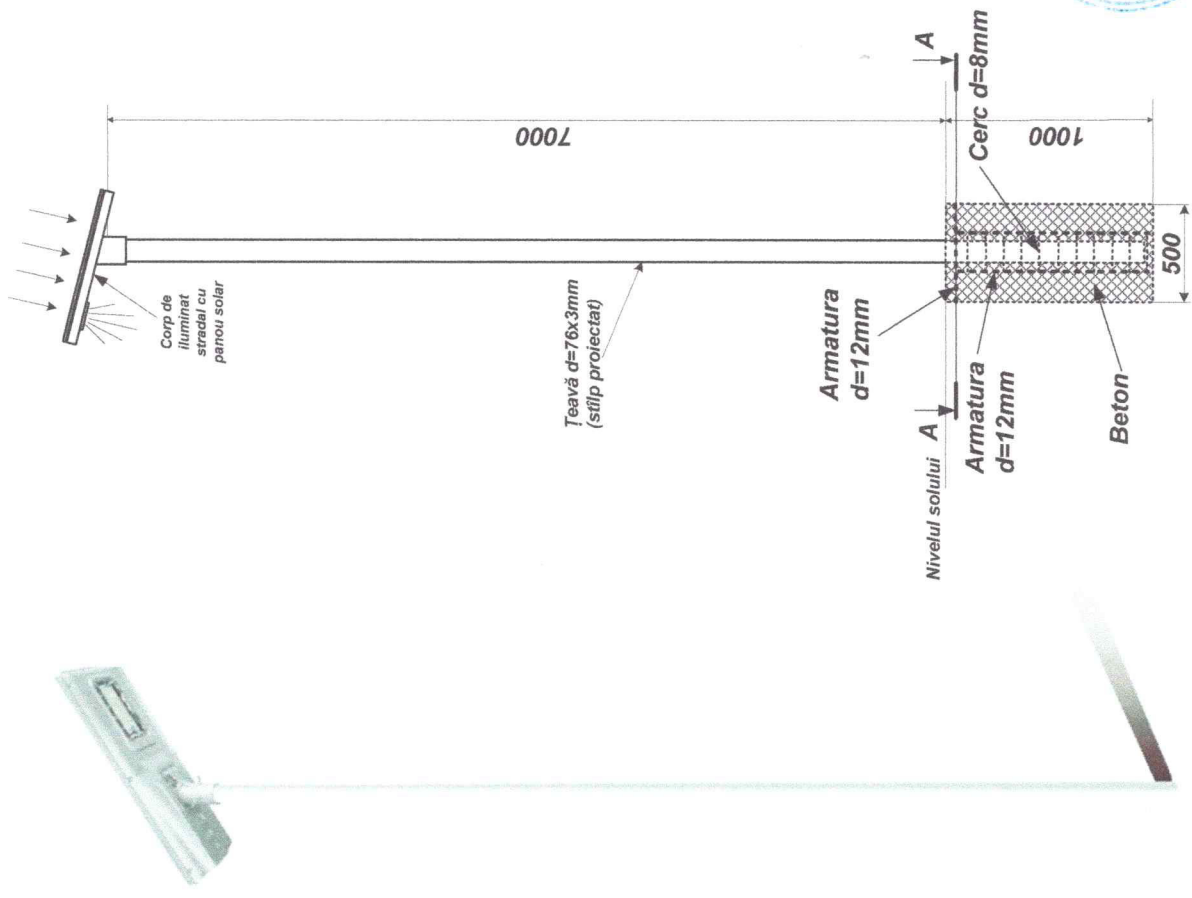 Corp de
iluminat
stradal cu
panou solar
7000
Țeavă d=76x3mm
(stîlp proiectat)
Armatura
d=12mm
A
Cerc d=8mm
1000
Nivelul solului
A
Armatura
d=12mm
Beton
500